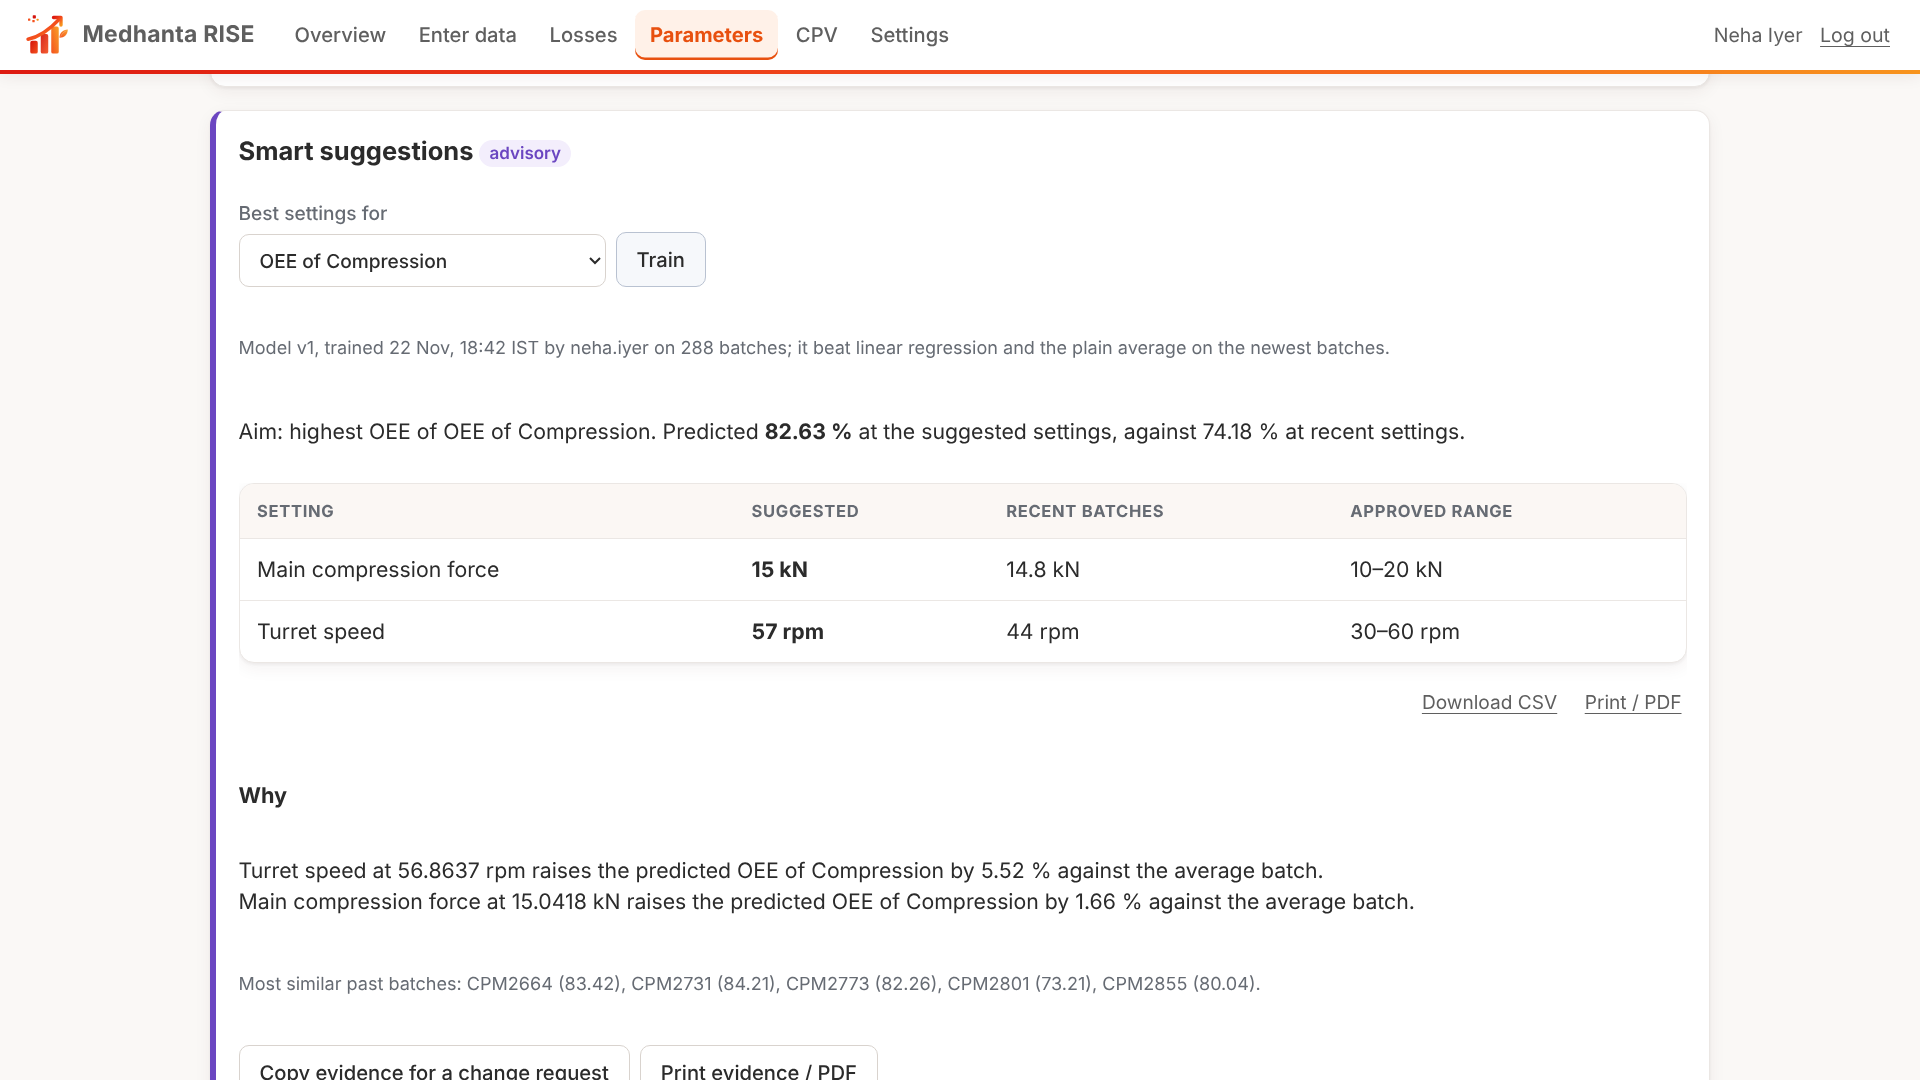 Medhanta RISE
Overview
Enter data
Losses
Parameters
CPV
Settings
Neha Iyer
Log out
Smart suggestions
advisory
Best settings for
OEE of Compression
Train
Model v1, trained 22 Nov, 18:42 IST by neha.iyer on 288 batches; it beat linear regression and the plain average on the newest batches.
Aim: highest OEE of OEE of Compression. Predicted 82.63 % at the suggested settings, against 74.18 % at recent settings.
SETTING SUGGESTED RECENT BATCHES APPROVED RANGE
Main compression force 15 kN 14.8 kN 10–20 kN
Turret speed 57 rpm 44 rpm 30–60 rpm
Download CSV
Print / PDF
Why
Turret speed at 56.8637 rpm raises the predicted OEE of Compression by 5.52 % against the average batch.
Main compression force at 15.0418 kN raises the predicted OEE of Compression by 1.66 % against the average batch.
Most similar past batches: CPM2664 (83.42), CPM2731 (84.21), CPM2773 (82.26), CPM2801 (73.21), CPM2855 (80.04).
Copy evidence for a change request
Print evidence / PDF